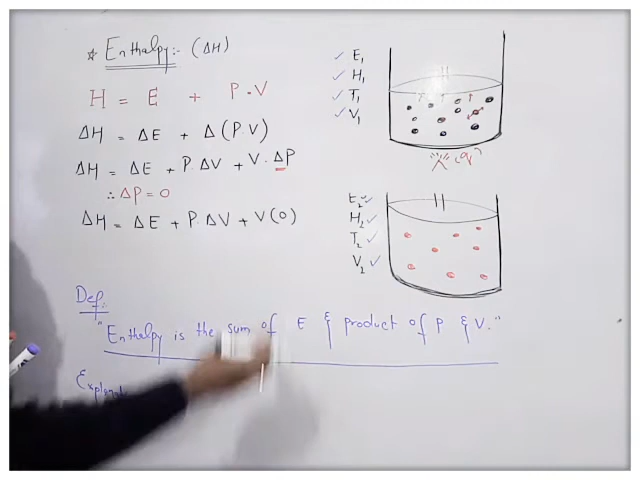 * Enthalpy:- (ΔH)
H = E + P.V
ΔH = ΔE + Δ(P.V)
ΔH = ΔE + P.ΔV + V.ΔP
∴ ΔP = 0
ΔH = ΔE + P.ΔV + V(0)
✓ E₁
✓ H₁
✓ T₁
✓ V₁
(q)
E₂ ✓
H₂ ✓
T₂ ✓
V₂ ✓
Def:
"Enthalpy is the sum of E & product of P & V."